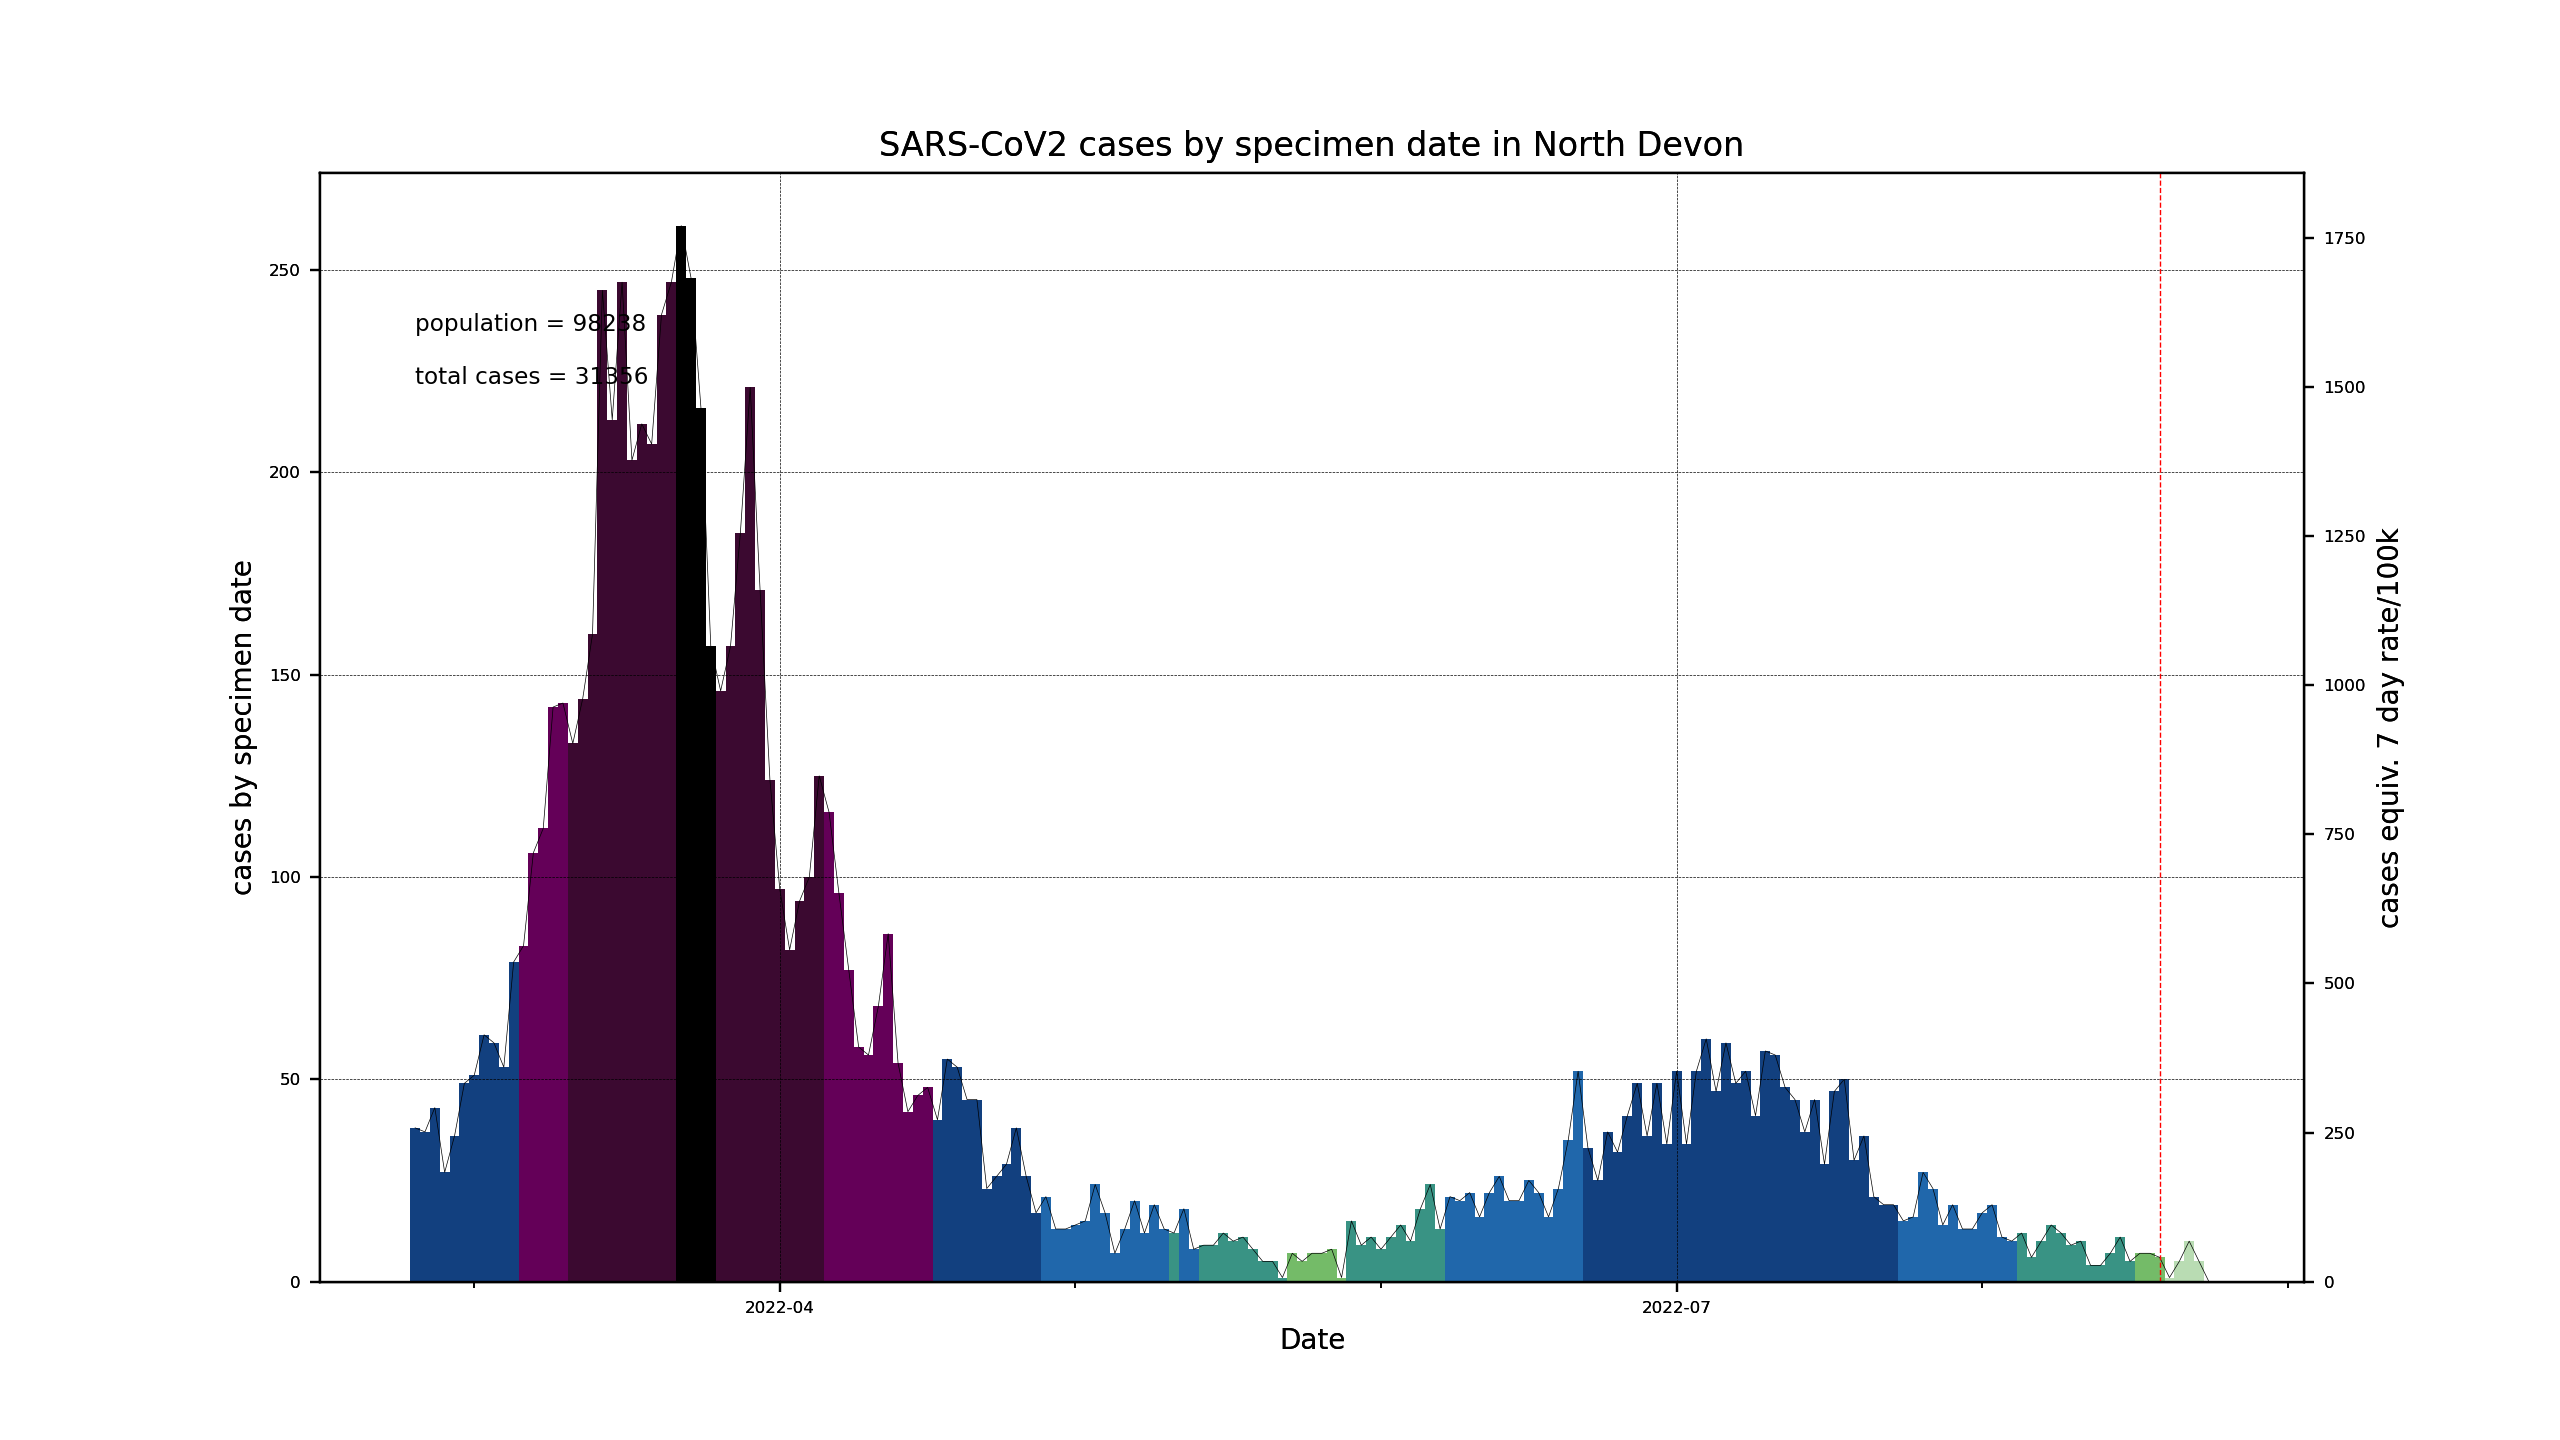 SARS-CoV2 cases by specimen date in North Devon
population = 98238
total cases = 31356
cases by specimen date
250
200
150
100
50
0
1750
1500
1250
1000
750
500
250
0
cases equiv. 7 day rate/100k
2022-04
2022-07
Date